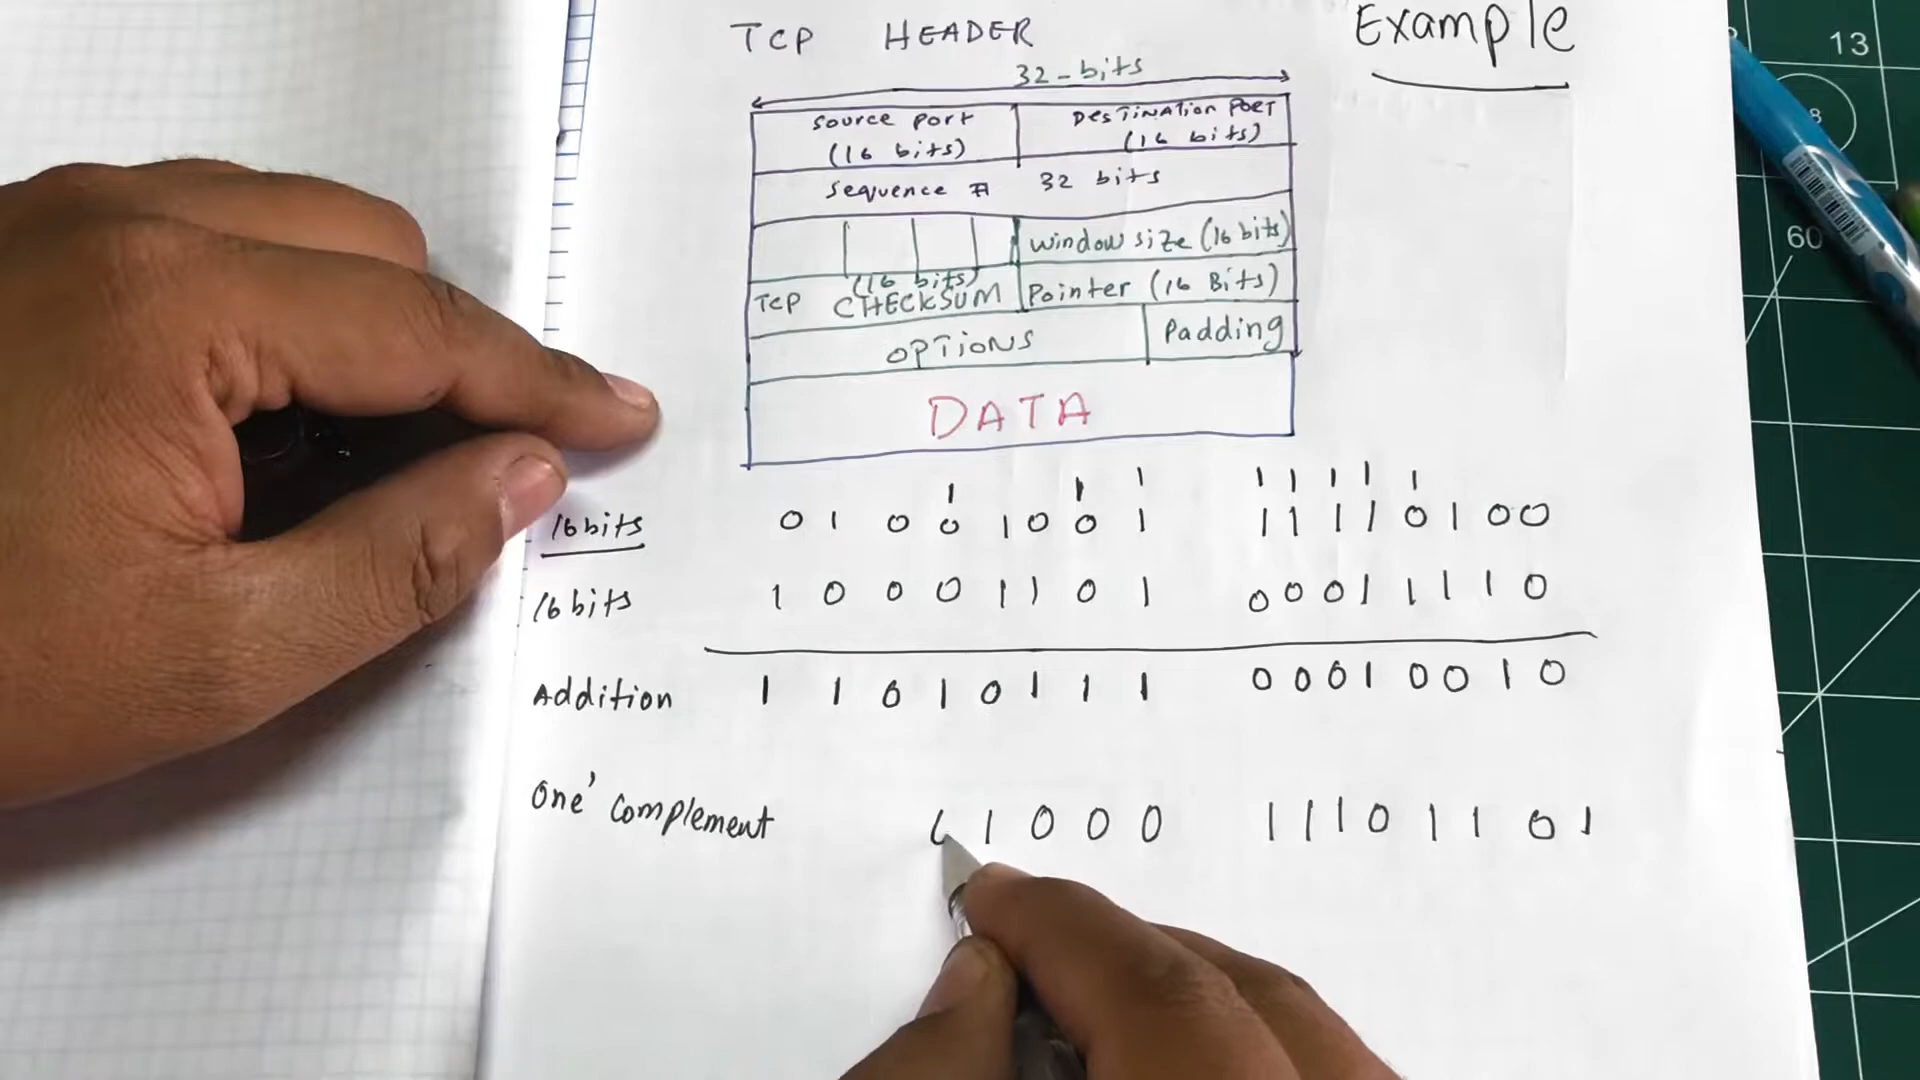 TCP HEADER
Example
32-bits
Source Port
(16 bits)
DESTINATION PORT
(16 bits)
Sequence # 32 bits
window size (16 bits)
(16 bits)
TCP CHECKSUM
Pointer (16 Bits)
OPTIONS
Padding
DATA
1 1 1 1 1 1 1 1
16 bits 0 1 0 0 1 0 0 1 1 1 1 1 0 1 0 0
16 bits 1 0 0 0 1 1 0 1 0 0 0 1 1 1 1 0
Addition 1 1 0 1 0 1 1 1 0 0 0 1 0 0 1 0
One' Complement 1 0 0 0 1 1 1 0 1 1 0 1
13
60